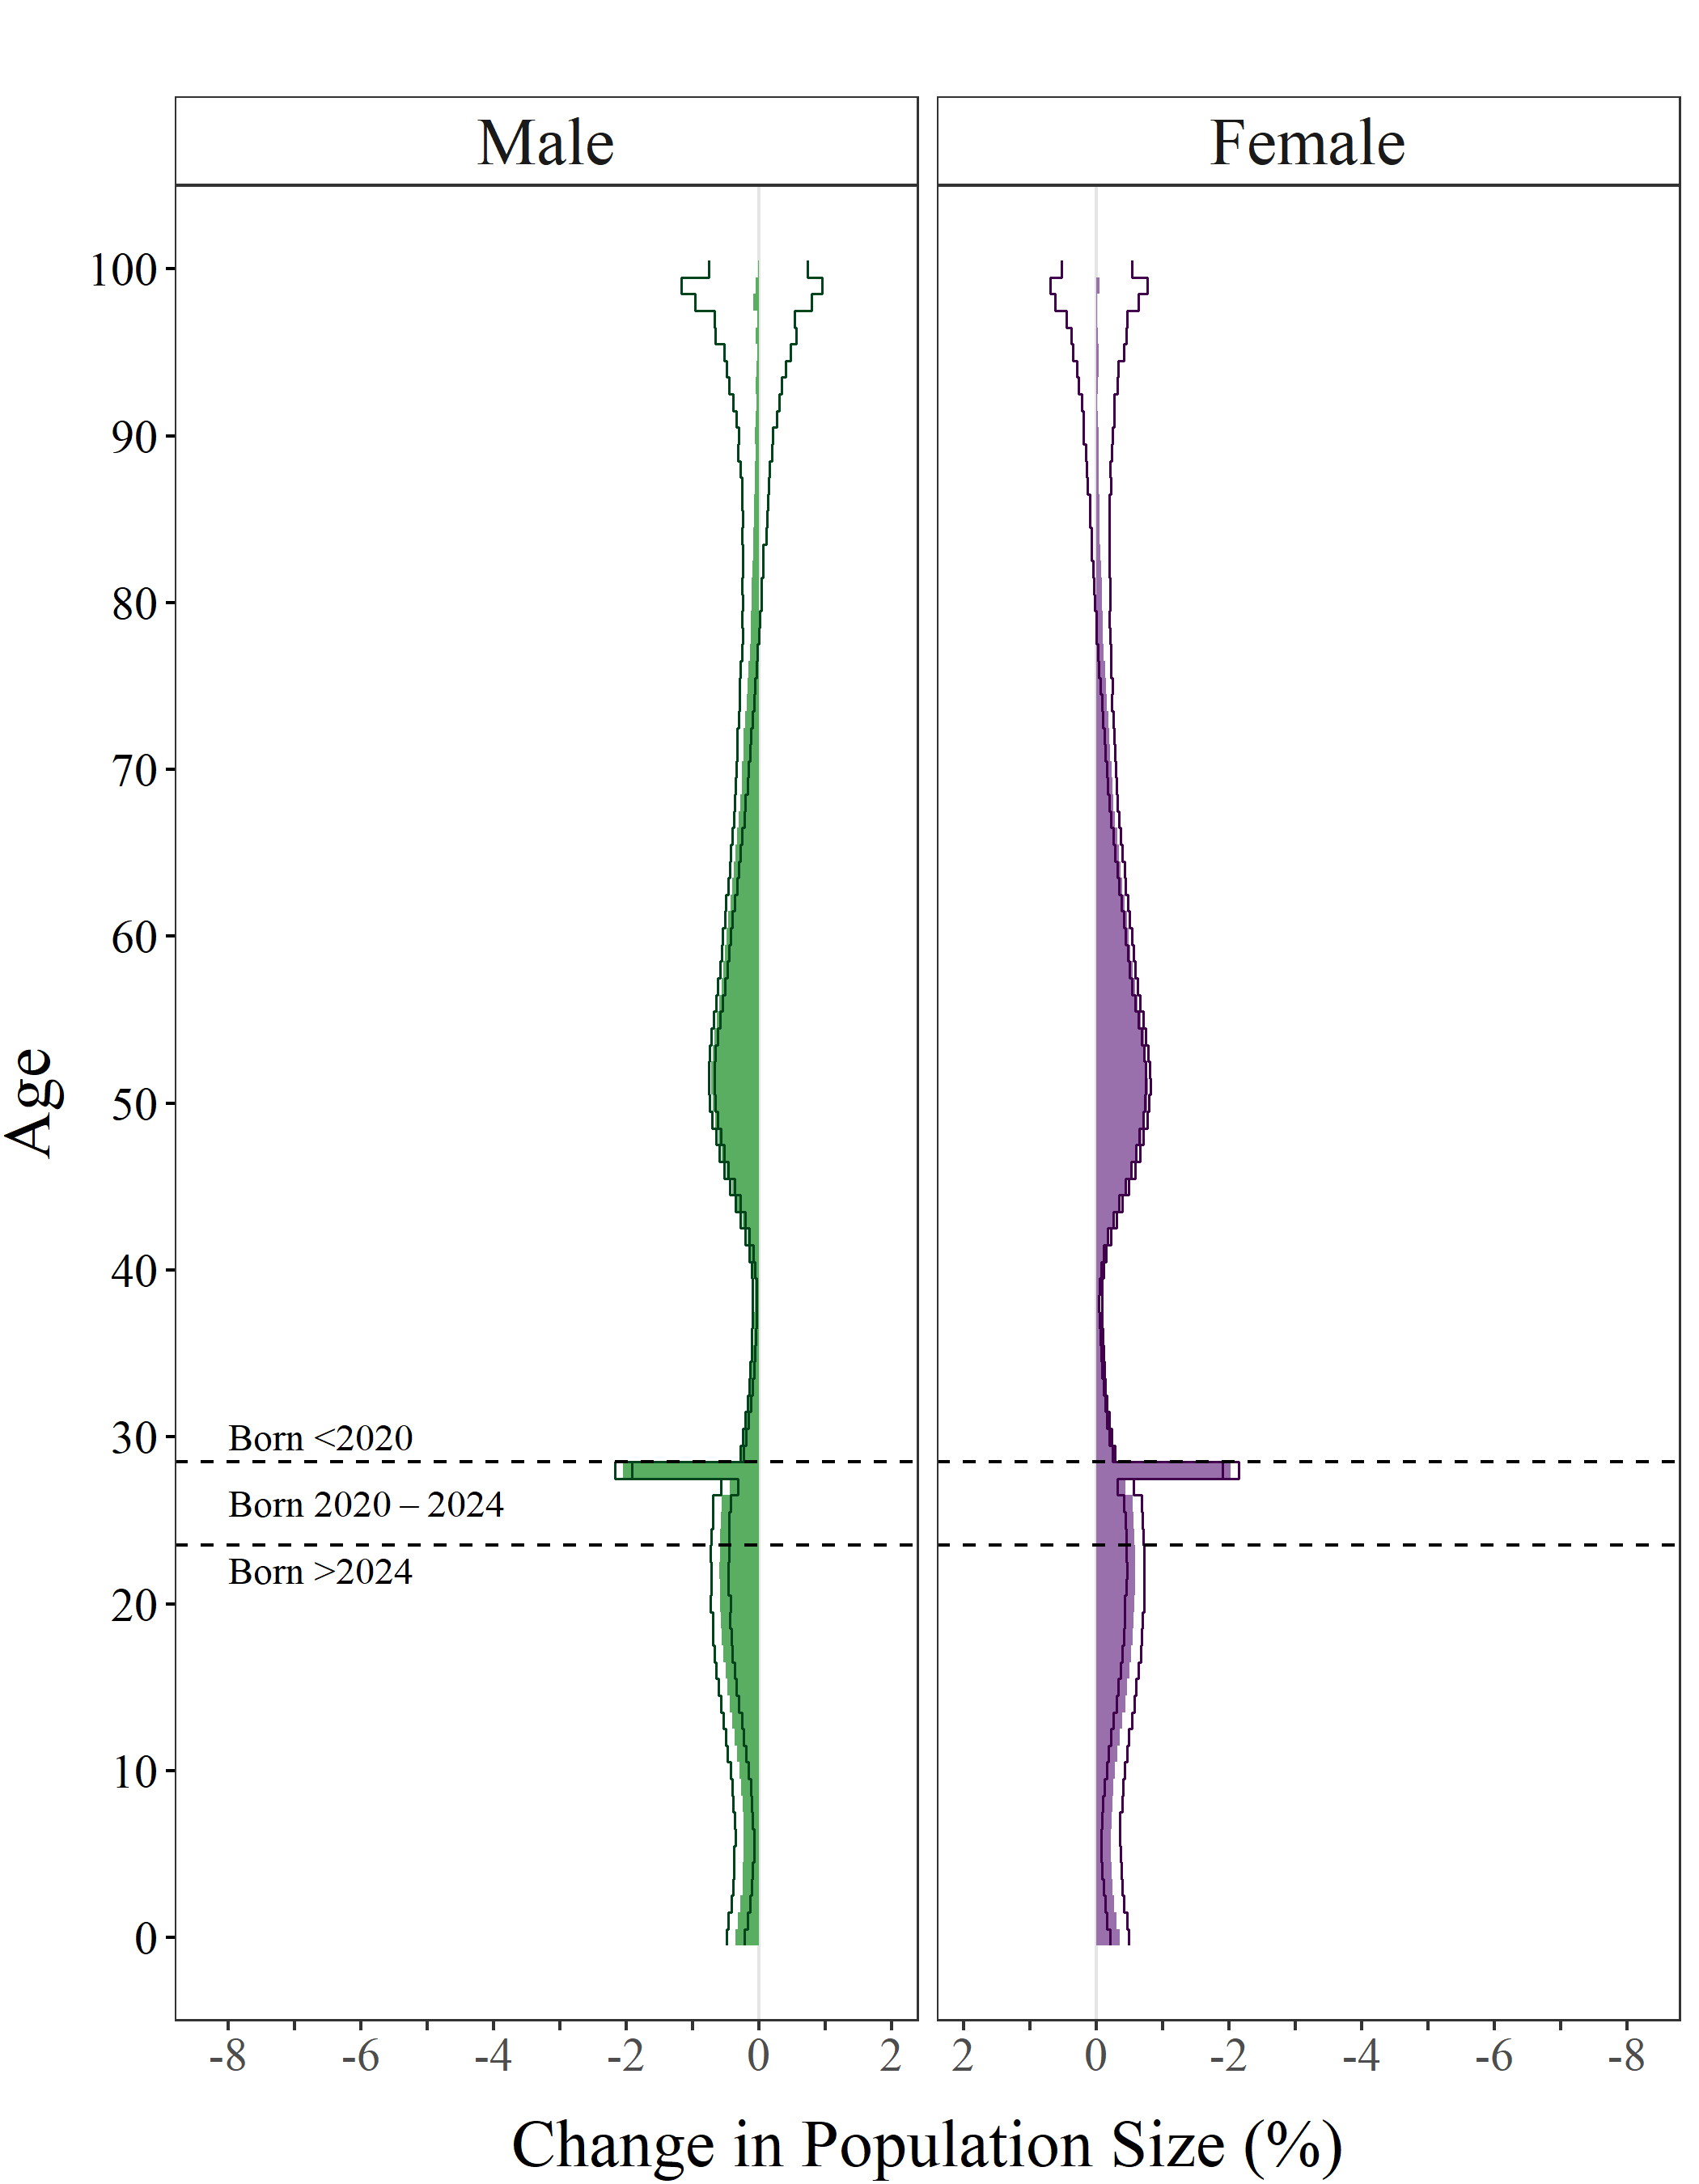 Male
Female
100
90
80
70
60
50
40
30
20
10
0
Age
Born <2020
Born 2020 – 2024
Born >2024
-8 -6 -4 -2 0 2
2 0 -2 -4 -6 -8
Change in Population Size (%)